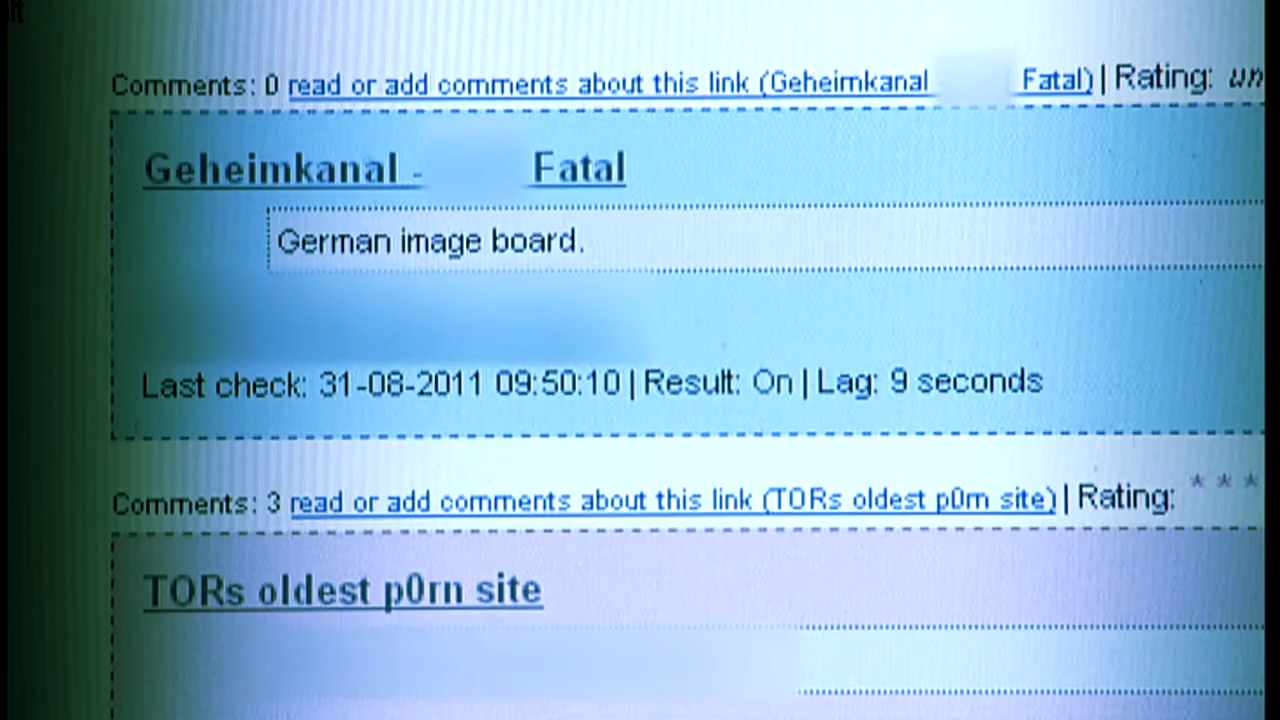 Comments: 0 read or add comments about this link (Geheimkanal Fatal) | Rating: un
Geheimkanal - Fatal
German image board.
Last check: 31-08-2011 09:50:10 | Result: On | Lag: 9 seconds
Comments: 3 read or add comments about this link (TORs oldest p0rn site) | Rating: * * *
TORs oldest p0rn site